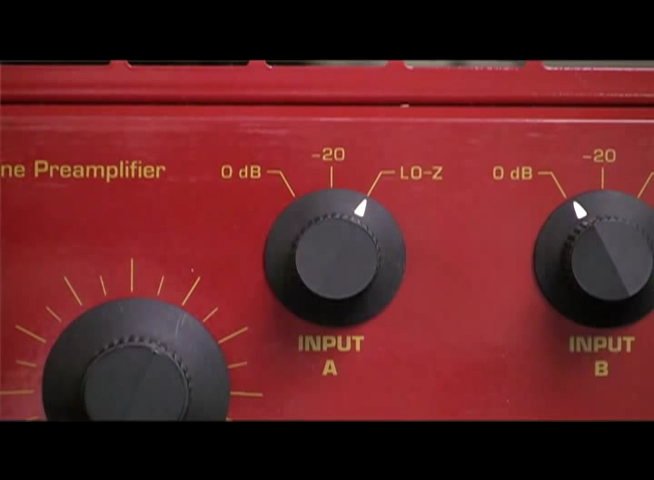 ne Preamplifier
0 dB
-20
LO-Z
0 dB
-20
INPUT
A
INPUT
B